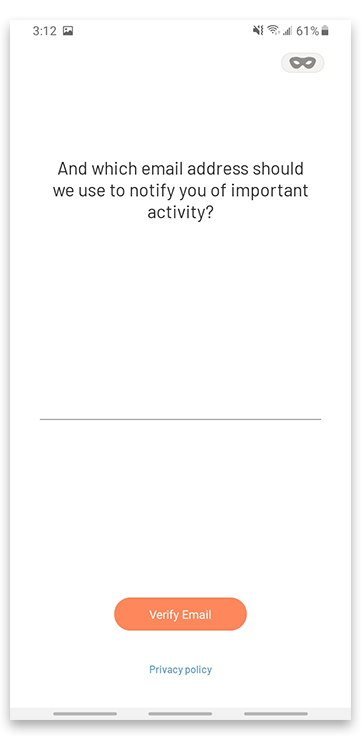 3:12 61%
And which email address should
we use to notify you of important
activity?
Verify Email
Privacy policy